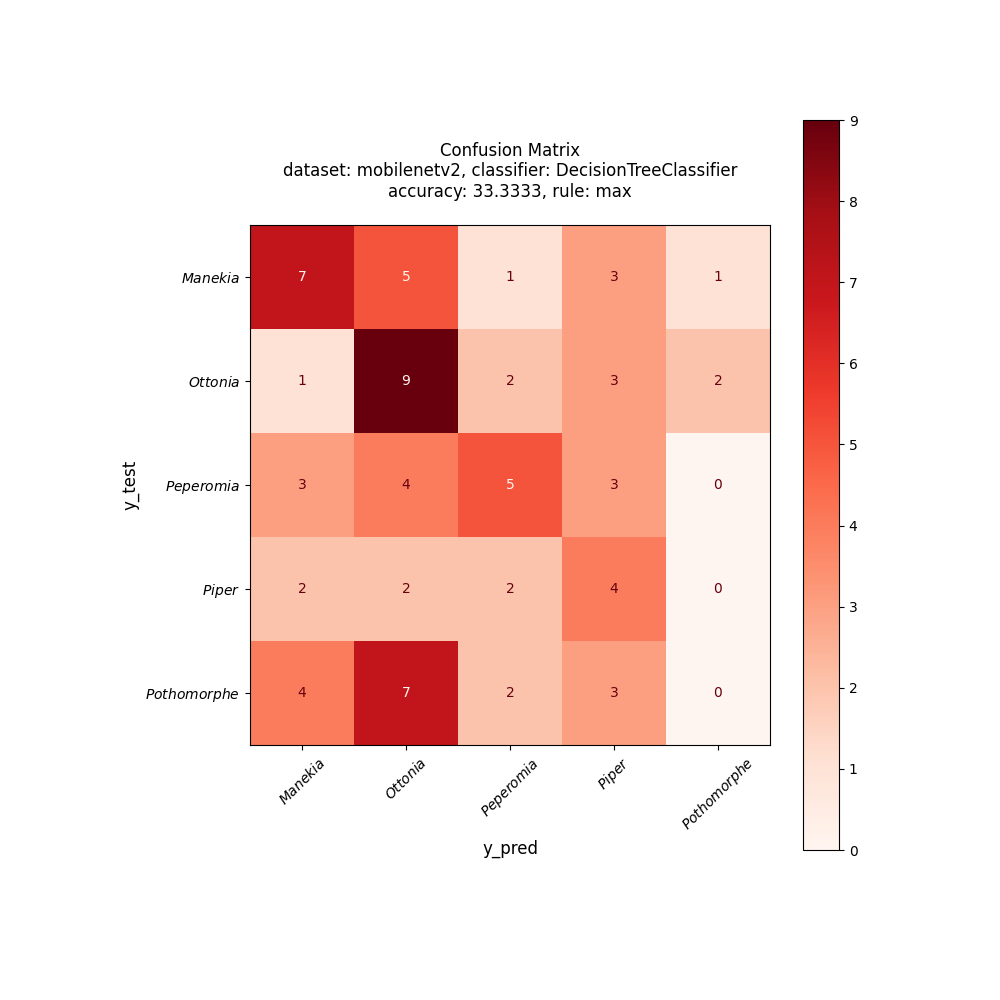 Confusion Matrix
dataset: mobilenetv2, classifier: DecisionTreeClassifier
accuracy: 33.3333, rule: max
y_test
Manekia 7 5 1 3 1
Ottonia 1 9 2 3 2
Peperomia 3 4 5 3 0
Piper 2 2 2 4 0
Pothomorphe 4 7 2 3 0
Manekia Ottonia Peperomia Piper Pothomorphe
y_pred
9
8
7
6
5
4
3
2
1
0